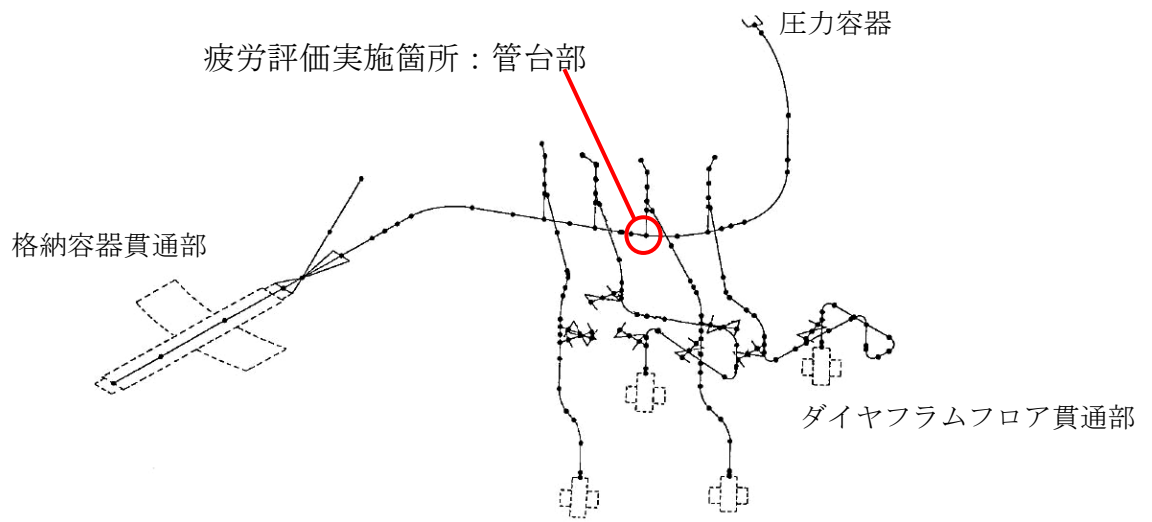 圧力容器
疲労評価実施箇所：管台部
格納容器貫通部
ダイヤフラムフロア貫通部